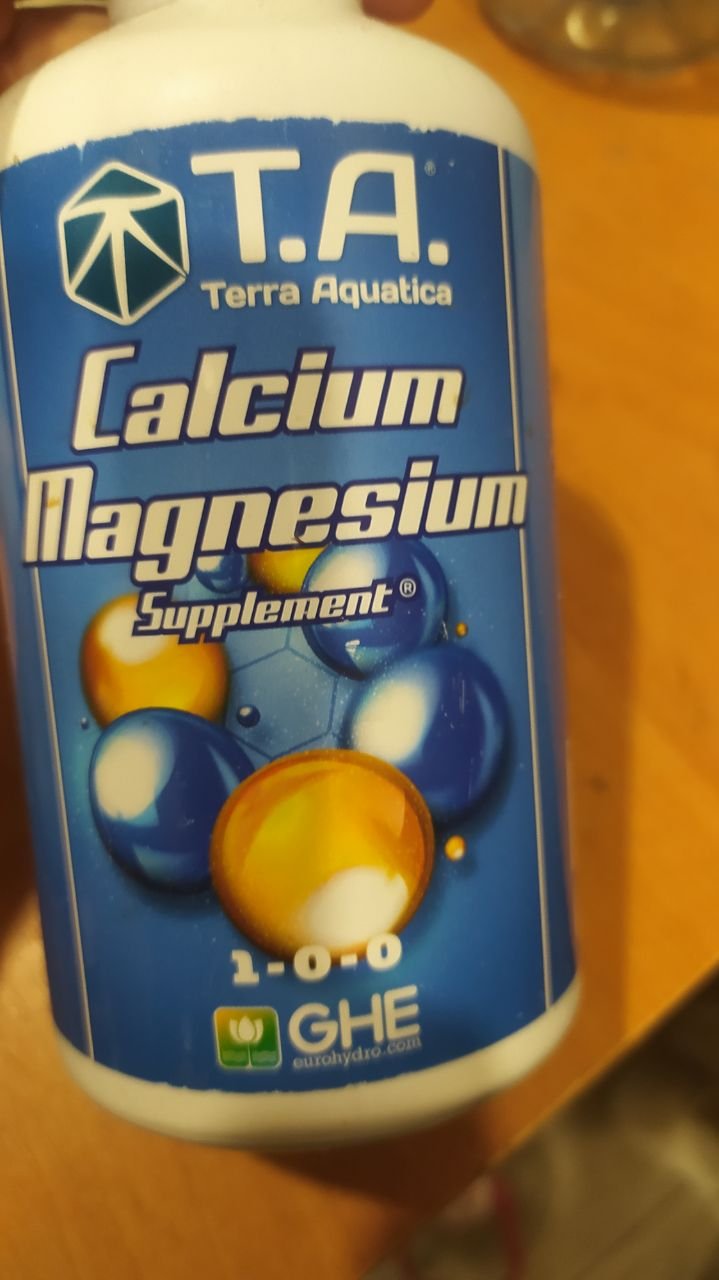 T.A.®
Terra Aquatica
Calcium
Magnesium
Supplement®
1-0-0
GHE
eurohydro.com